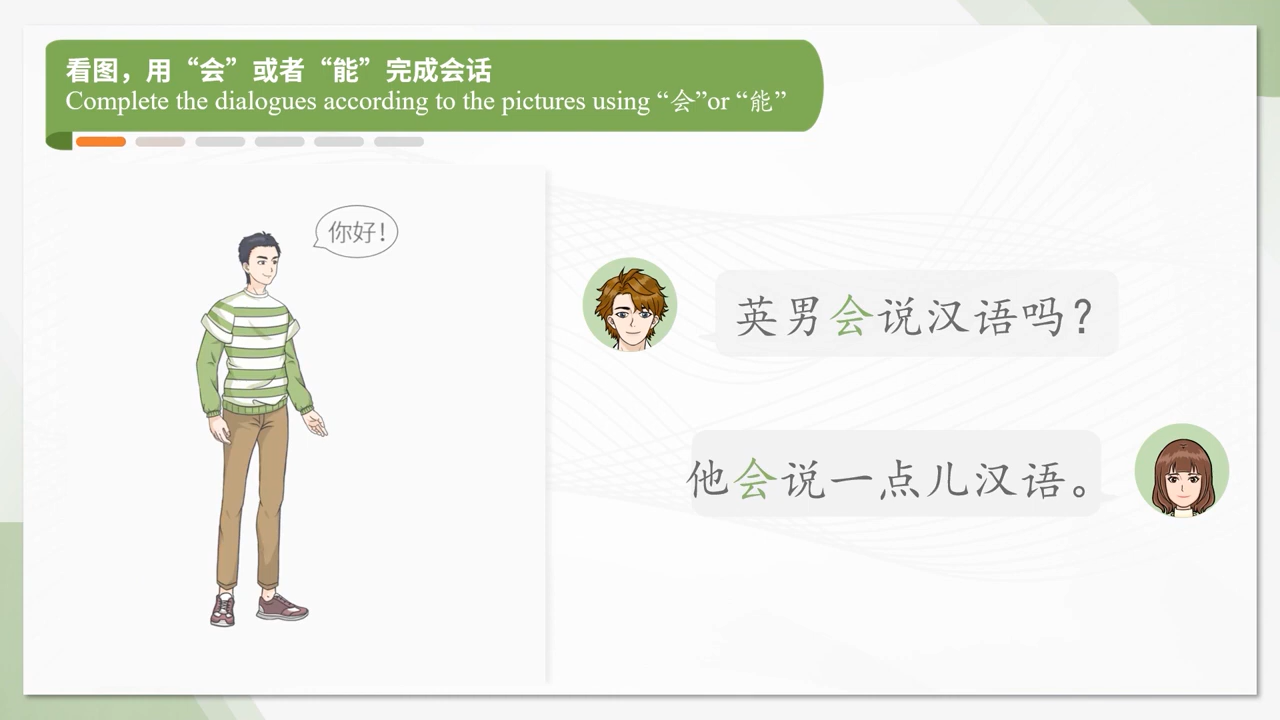 看图，用“会”或者“能”完成会话
Complete the dialogues according to the pictures using “会”or “能”
你好！
英男会说汉语吗？
他会说一点儿汉语。